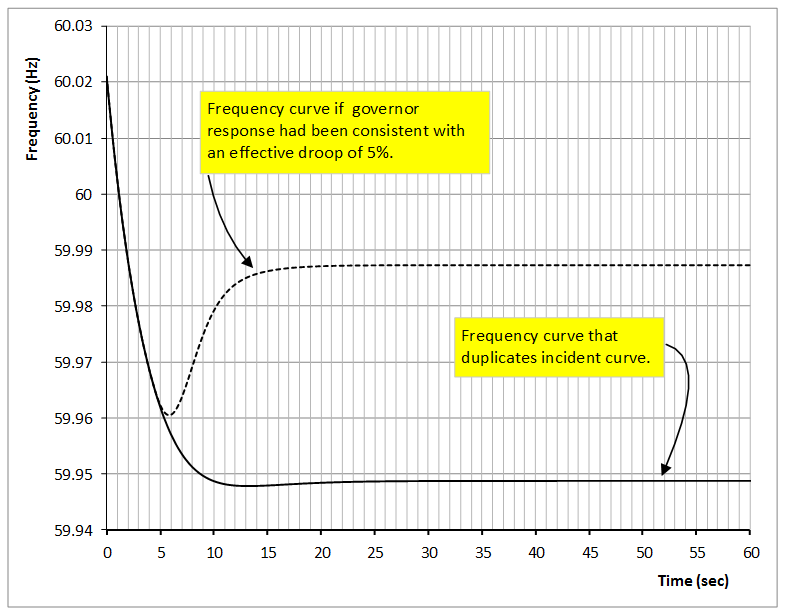 60.03
60.02
60.01
60
59.99
59.98
59.97
59.96
59.95
59.94
Frequency (Hz)
Frequency curve if governor
response had been consistent with
an effective droop of 5%.
Frequency curve that
duplicates incident curve.
0 5 10 15 20 25 30 35 40 45 50 55 60
Time (sec)